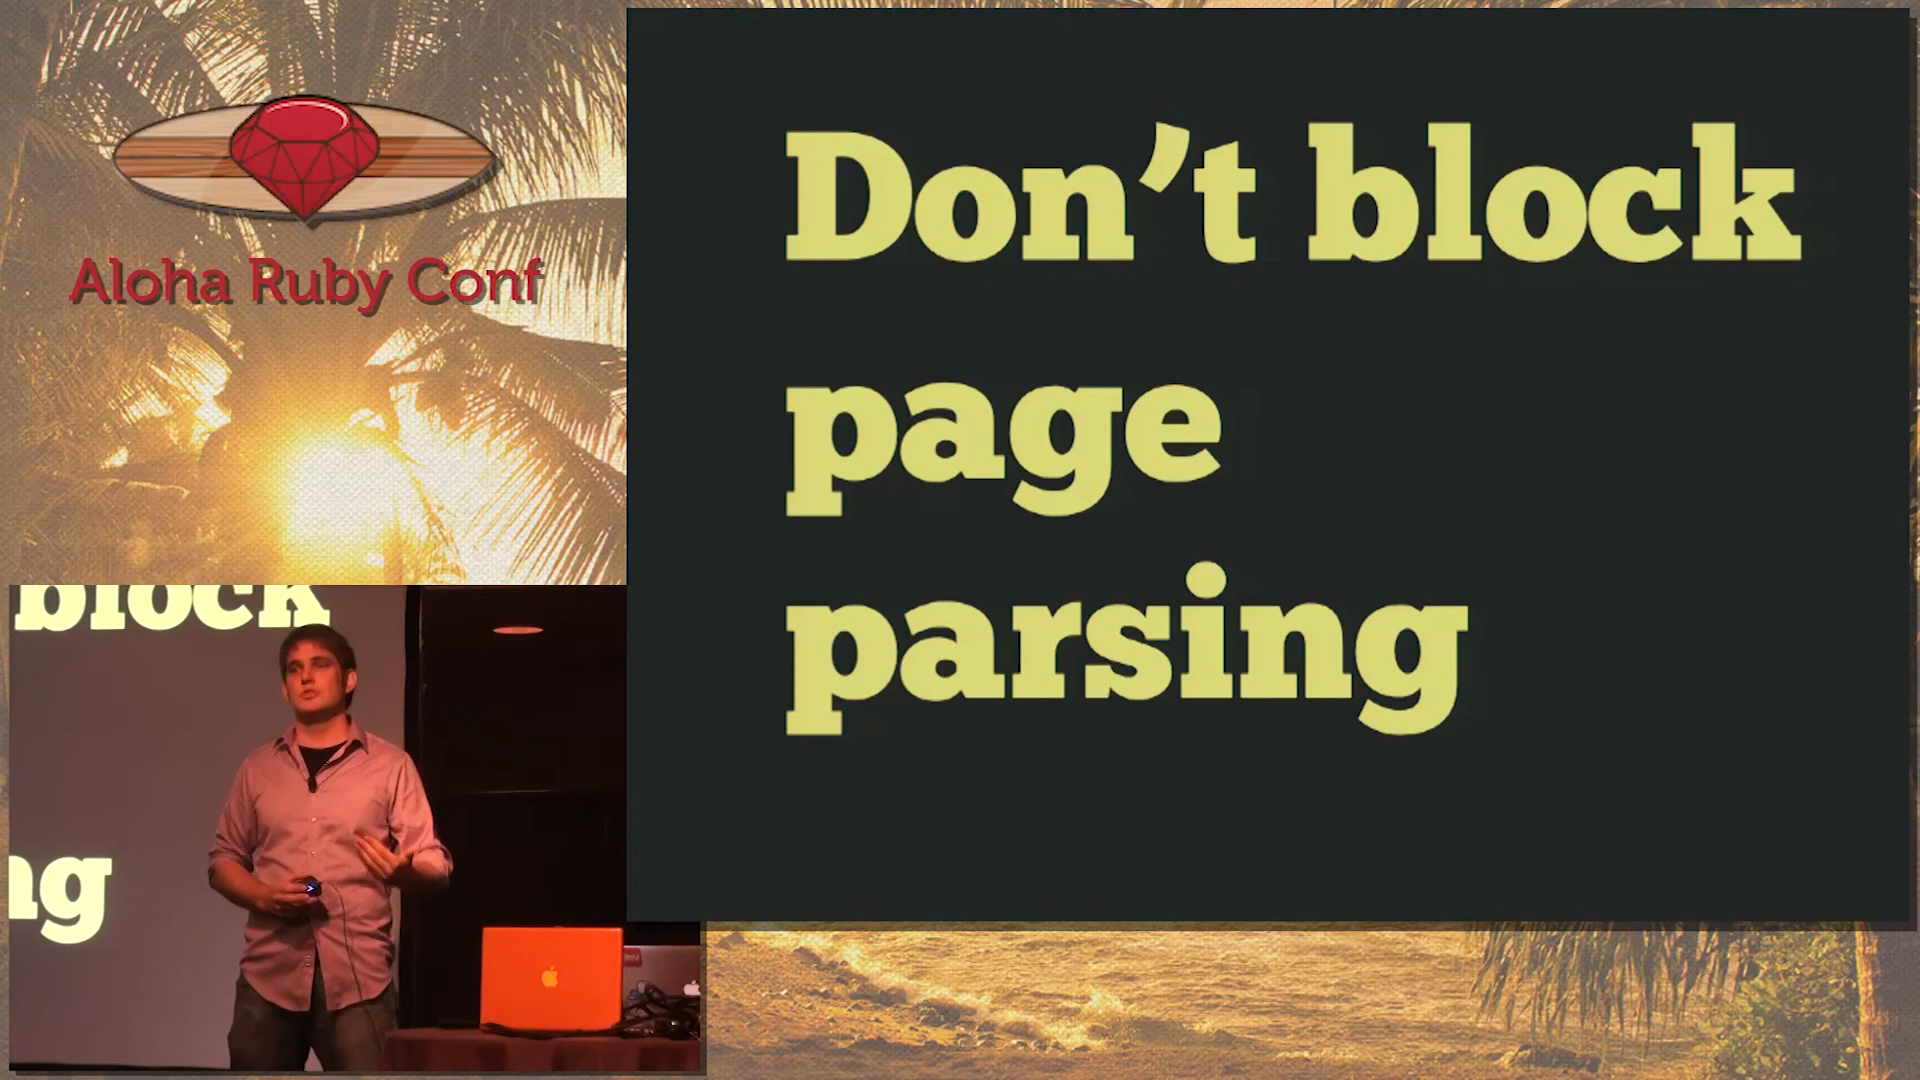 Aloha Ruby Conf
Don't block
page
parsing
block
ng